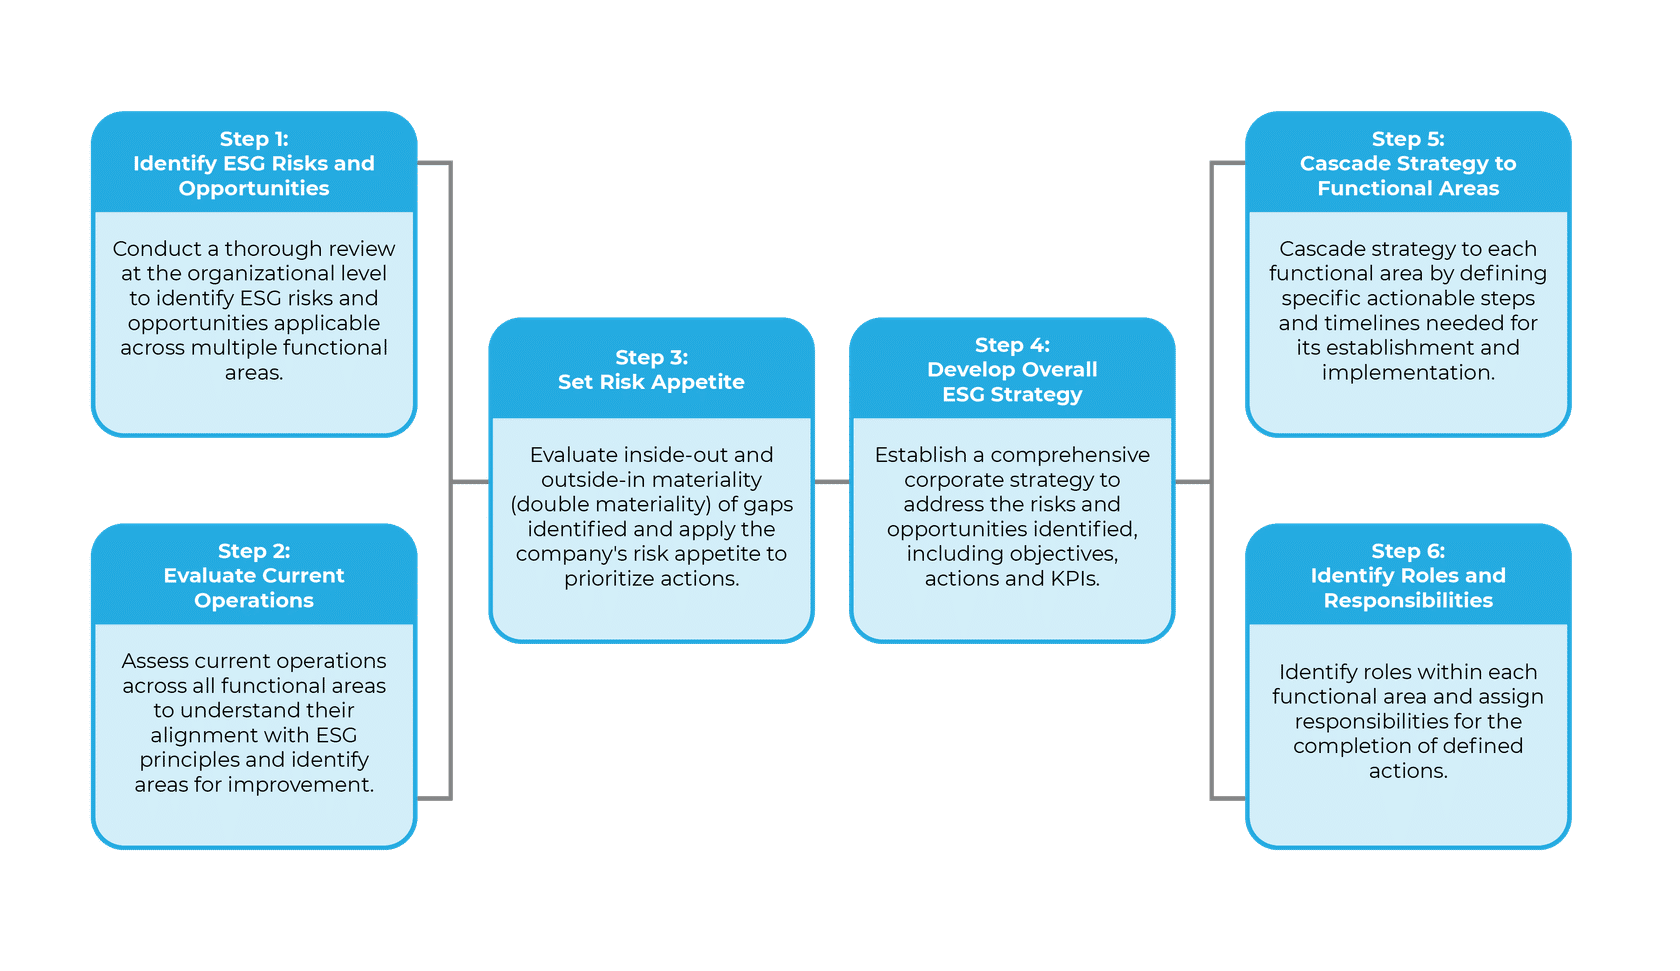 Step 1:
Identify ESG Risks and
Opportunities
Conduct a thorough review
at the organizational level
to identify ESG risks and
opportunities applicable
across multiple functional
areas.
Step 2:
Evaluate Current
Operations
Assess current operations
across all functional areas
to understand their
alignment with ESG
principles and identify
areas for improvement.
Step 3:
Set Risk Appetite
Evaluate inside-out and
outside-in materiality
(double materiality) of gaps
identified and apply the
company's risk appetite to
prioritize actions.
Step 4:
Develop Overall
ESG Strategy
Establish a comprehensive
corporate strategy to
address the risks and
opportunities identified,
including objectives,
actions and KPIs.
Step 5:
Cascade Strategy to
Functional Areas
Cascade strategy to each
functional area by defining
specific actionable steps
and timelines needed for
its establishment and
implementation.
Step 6:
Identify Roles and
Responsibilities
Identify roles within each
functional area and assign
responsibilities for the
completion of defined
actions.